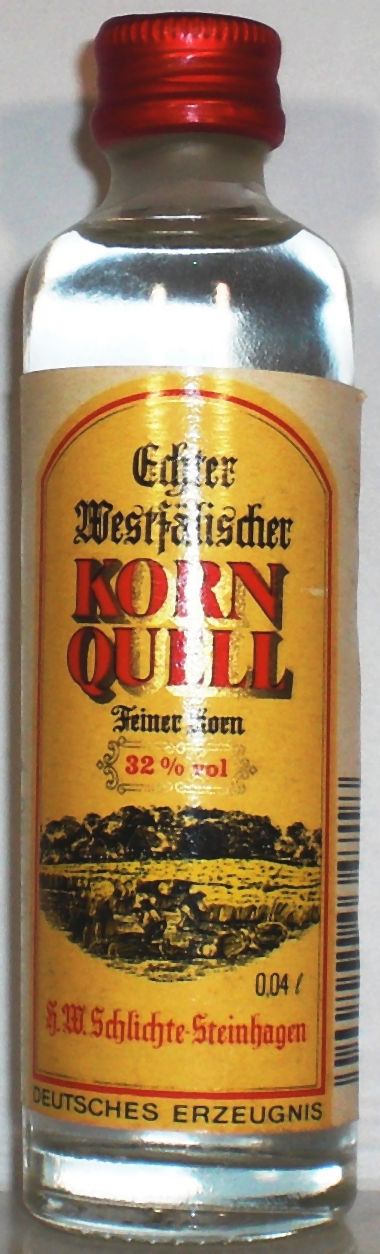 Echter
Westfälischer
KORN
QUELL
Feiner Korn
32 % vol
0,04 l
H.W. Schlichte-Steinhagen
DEUTSCHES ERZEUGNIS